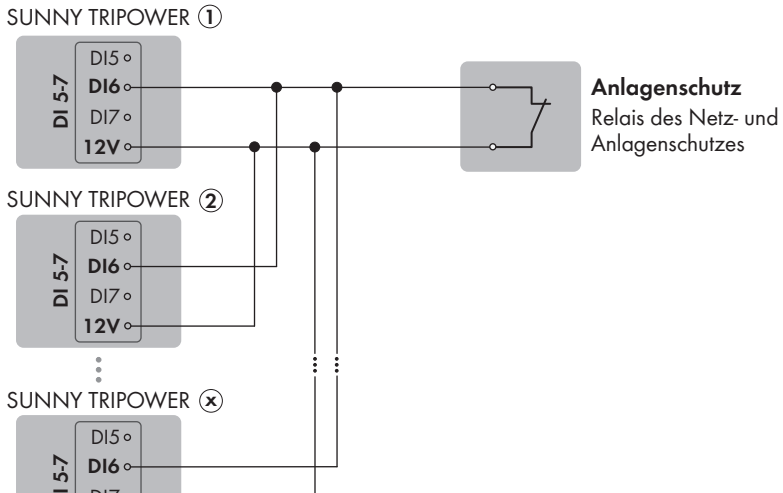 SUNNY TRIPOWER 1
DI 5-7
DI5
DI6
DI7
12V
Anlagenschutz
Relais des Netz- und
Anlagenschutzes
SUNNY TRIPOWER 2
DI 5-7
DI5
DI6
DI7
12V
SUNNY TRIPOWER x
DI5
DI6